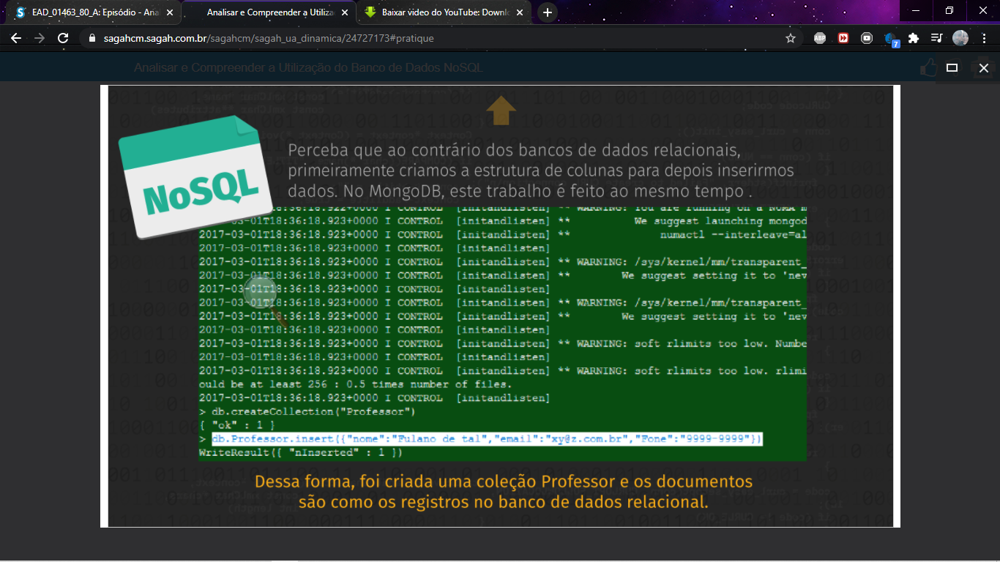 EAD_01463_80_A: Episódio - Ana
Analisar e Compreender a Utiliza
Baixar video do YouTube: Downlo
sagahcm.sagah.com.br/sagahcm/sagah_ua_dinamica/24727173#pratique
ABP
7
Analisar e Compreender a Utilização do Banco de Dados NoSQL
NoSQL
Perceba que ao contrário dos bancos de dados relacionais,
primeiramente criamos a estrutura de colunas para depois inserirmos
dados. No MongoDB, este trabalho é feito ao mesmo tempo .
2017-03-01T18:36:18.922+0000 I CONTROL [initandlisten] ** WARNING: You are running on a NUMA m
2017-03-01T18:36:18.923+0000 I CONTROL [initandlisten] ** We suggest launching mongod
2017-03-01T18:36:18.923+0000 I CONTROL [initandlisten] ** numactl --interleave=al
2017-03-01T18:36:18.923+0000 I CONTROL [initandlisten]
2017-03-01T18:36:18.923+0000 I CONTROL [initandlisten] ** WARNING: /sys/kernel/mm/transparent_
2017-03-01T18:36:18.923+0000 I CONTROL [initandlisten] ** We suggest setting it to 'nev
2017-03-01T18:36:18.923+0000 I CONTROL [initandlisten]
2017-03-01T18:36:18.923+0000 I CONTROL [initandlisten] ** WARNING: /sys/kernel/mm/transparent_
2017-03-01T18:36:18.923+0000 I CONTROL [initandlisten] ** We suggest setting it to 'nev
2017-03-01T18:36:18.923+0000 I CONTROL [initandlisten]
2017-03-01T18:36:18.923+0000 I CONTROL [initandlisten] ** WARNING: soft rlimits too low. Numbe
2017-03-01T18:36:18.923+0000 I CONTROL [initandlisten]
2017-03-01T18:36:18.923+0000 I CONTROL [initandlisten] ** WARNING: soft rlimits too low. rlimi
ould be at least 256 : 0.5 times number of files.
2017-03-01T18:36:18.923+0000 I CONTROL [initandlisten]
> db.createCollection("Professor")
{ "ok" : 1 }
> db.Professor.insert({"nome":"Fulano de tal","email":"xy@z.com.br","Fone":"9999-9999"})
WriteResult({ "nInserted" : 1 })
Dessa forma, foi criada uma coleção Professor e os documentos
são como os registros no banco de dados relacional.